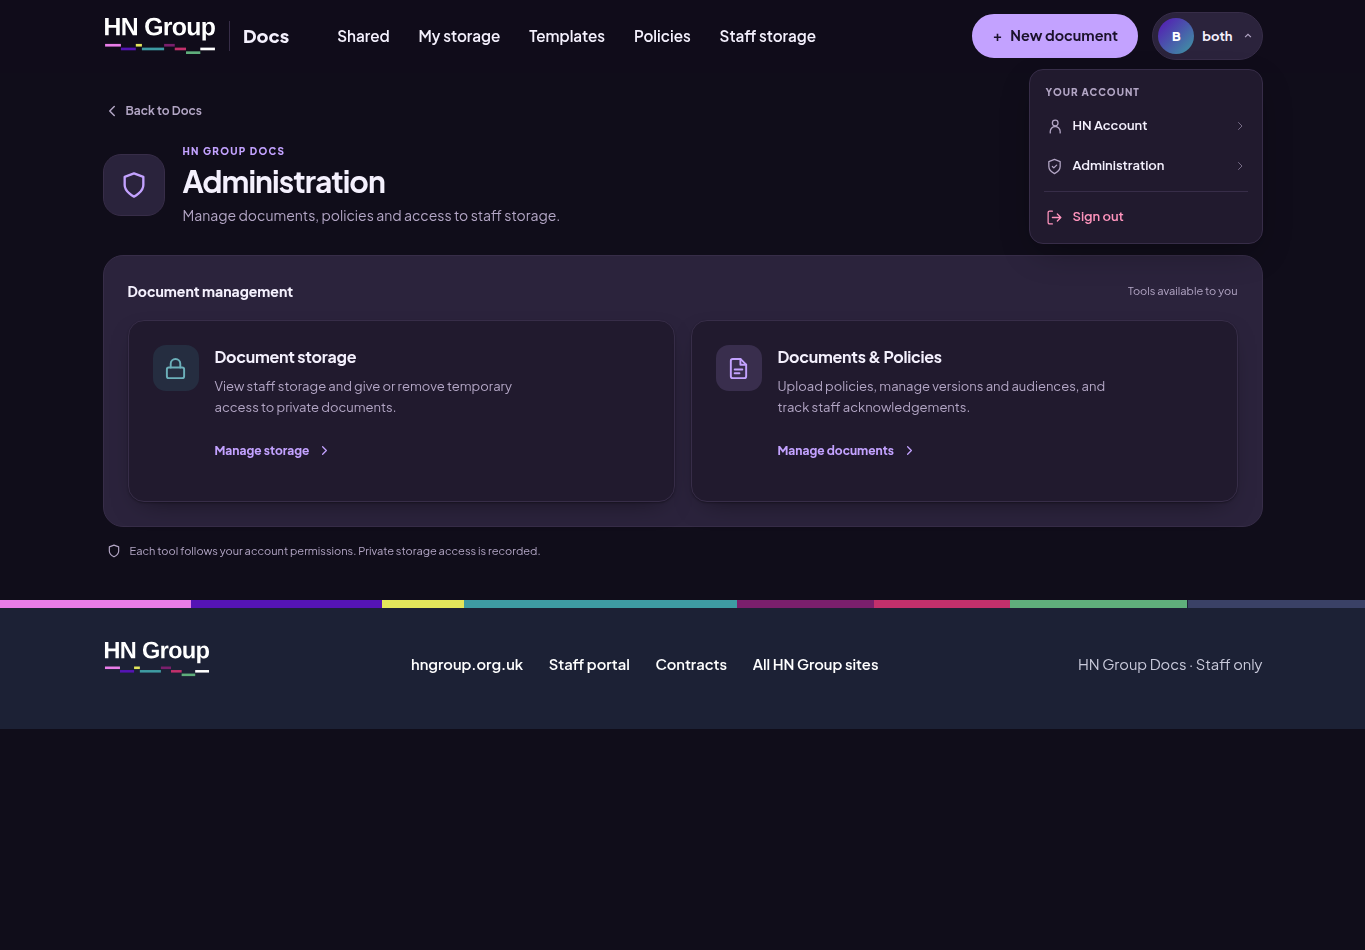 HN Group
Docs
Shared
My storage
Templates
Policies
Staff storage
+ New document
B
both
YOUR ACCOUNT
HN Account
Administration
Sign out
Back to Docs
HN GROUP DOCS
Administration
Manage documents, policies and access to staff storage.
Document management
Tools available to you
Document storage
View staff storage and give or remove temporary
access to private documents.
Manage storage
Documents & Policies
Upload policies, manage versions and audiences, and
track staff acknowledgements.
Manage documents
Each tool follows your account permissions. Private storage access is recorded.
HN Group
hngroup.org.uk
Staff portal
Contracts
All HN Group sites
HN Group Docs · Staff only